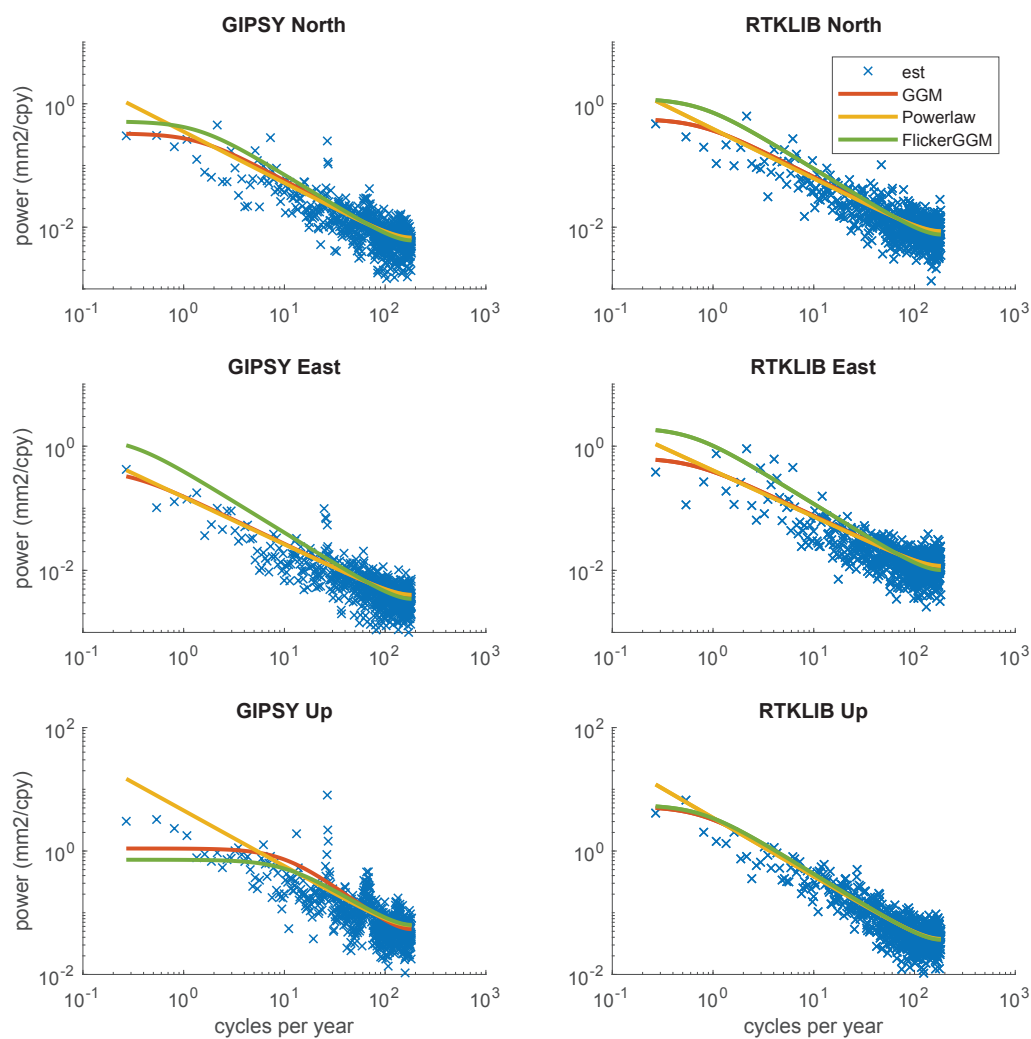 GIPSY North
RTKLIB North
power (mm2/cpy)
10^0
10^-2
10^-1 10^0 10^1 10^2 10^3
10^0
10^-2
10^-1 10^0 10^1 10^2 10^3
est
GGM
Powerlaw
FlickerGGM
GIPSY East
RTKLIB East
power (mm2/cpy)
10^0
10^-2
10^-1 10^0 10^1 10^2 10^3
10^0
10^-2
10^-1 10^0 10^1 10^2 10^3
GIPSY Up
RTKLIB Up
power (mm2/cpy)
10^2
10^0
10^-2
10^-1 10^0 10^1 10^2 10^3
cycles per year
10^2
10^0
10^-2
10^-1 10^0 10^1 10^2 10^3
cycles per year